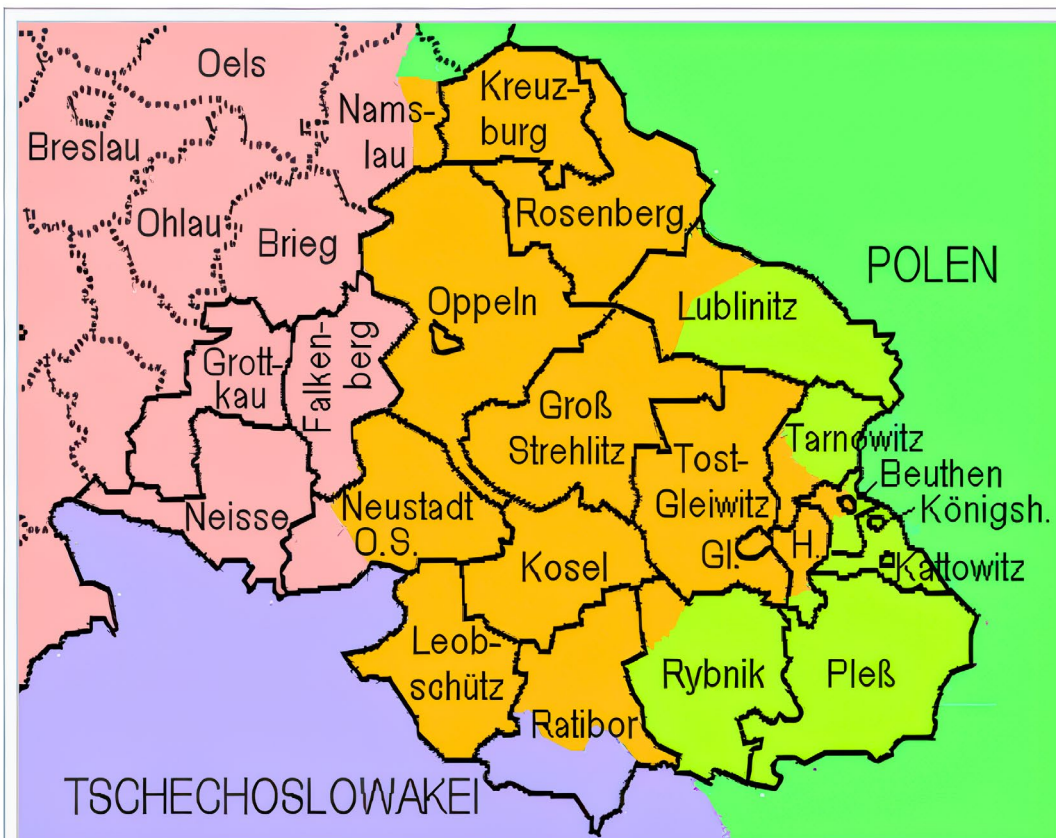 Oels
Breslau
Nams-
lau
Kreuz-
burg
Ohlau
Brieg
Rosenberg
POLEN
Oppeln
Lublinitz
Grott-
kau
Falken-
berg
Groß
Strehlitz
Tarnowitz
Tost-
Gleiwitz
Beuthen
Königsh.
Neisse
Neustadt
O.S.
Kosel
Gl.
H.
Kattowitz
Leob-
schütz
Ratibor
Rybnik
Pleß
TSCHECHOSLOWAKEI